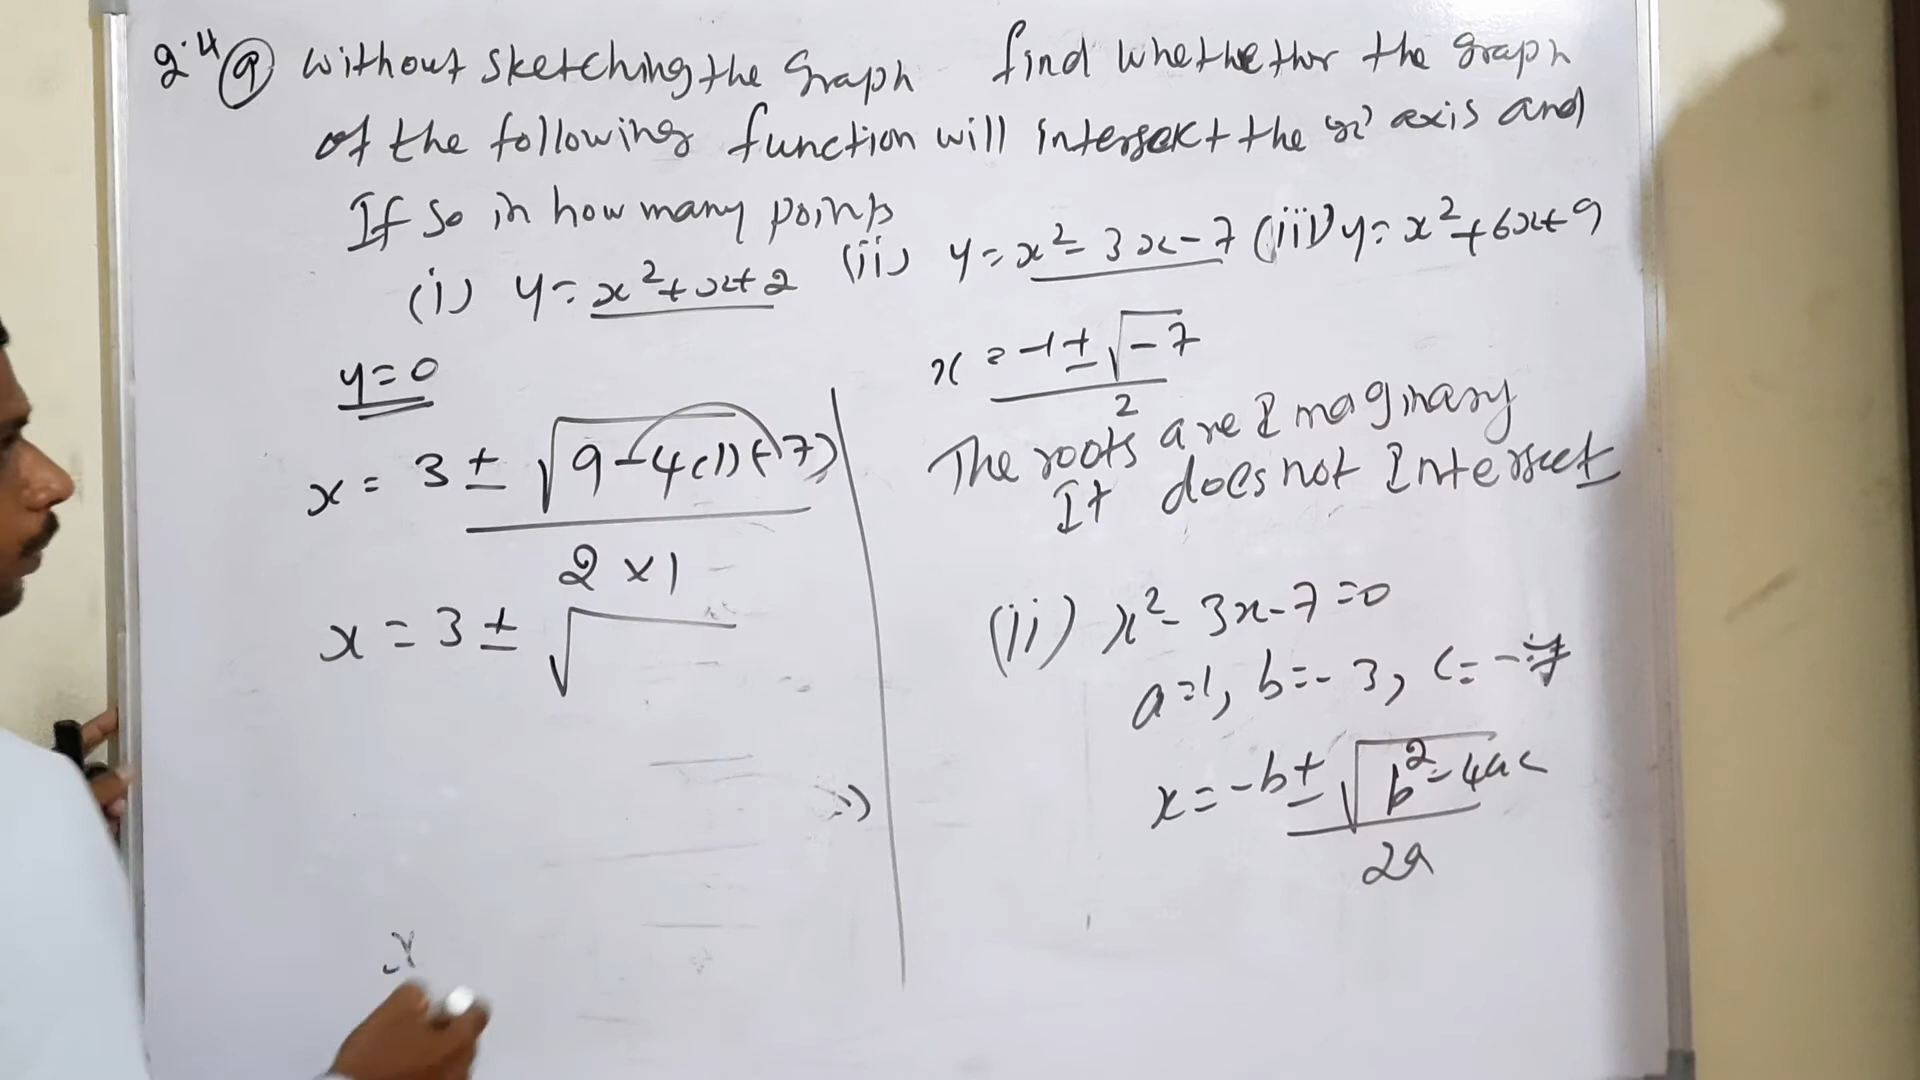 2.4 (9) Without sketching the Graph find whethether the graph
of the following function will intersect the 'x' axis and
If so in how many points
(i) y = x² + x + 2 (ii) y = x² - 3x - 7 (iii) y = x² + 6x + 9
y = 0
x = 3 ± √9 - 4(1)(-7)
2 × 1
x = 3 ± √
x = -1 ± √-7
2
The roots are Imaginary
It does not Intersect
(ii) x² - 3x - 7 = 0
a = 1, b = -3, c = -7
x = -b ± √b² - 4ac
2a